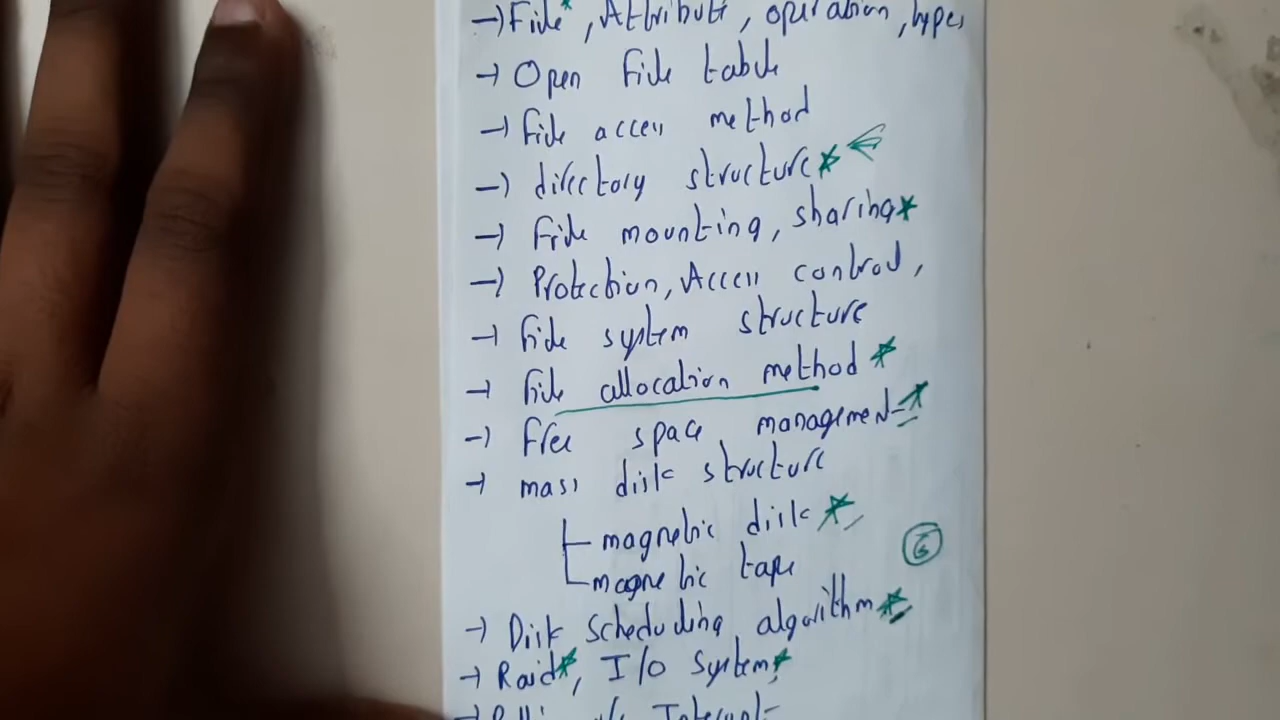 → File*, Attribute, operation, types
→ Open file table
→ File access method
→ directory structure*
→ File mounting, sharing*
→ Protection, Access control,
→ File system structure
→ File allocation method*
→ Free space management *
→ mass disk structure
magnetic disk *
6
magnetic tape
→ Disk scheduling algorithm*
→ Raid*, I/O system*